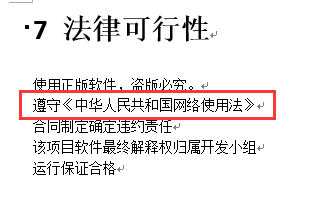 7 法律可行性
使用正版软件，盗版必究。
遵守《中华人民共和国网络使用法》
合同制定确定违约责任
该项目软件最终解释权归属开发小组
运行保证合格